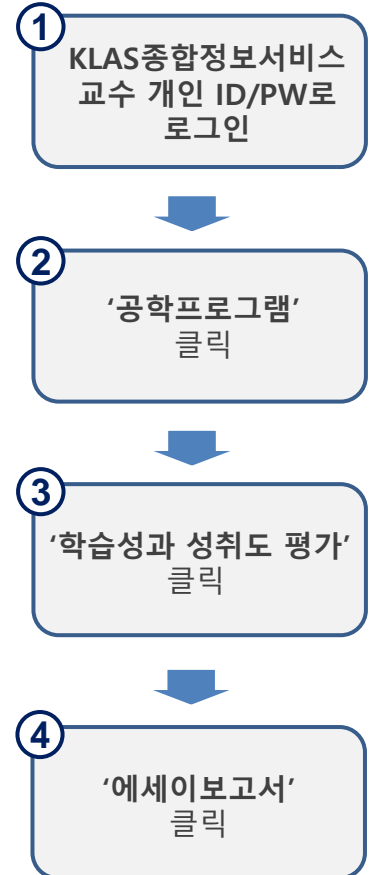 1
KLAS종합정보서비스
교수 개인 ID/PW로
로그인
2
‘공학프로그램’
클릭
3
‘학습성과 성취도 평가’
클릭
4
‘에세이보고서’
클릭